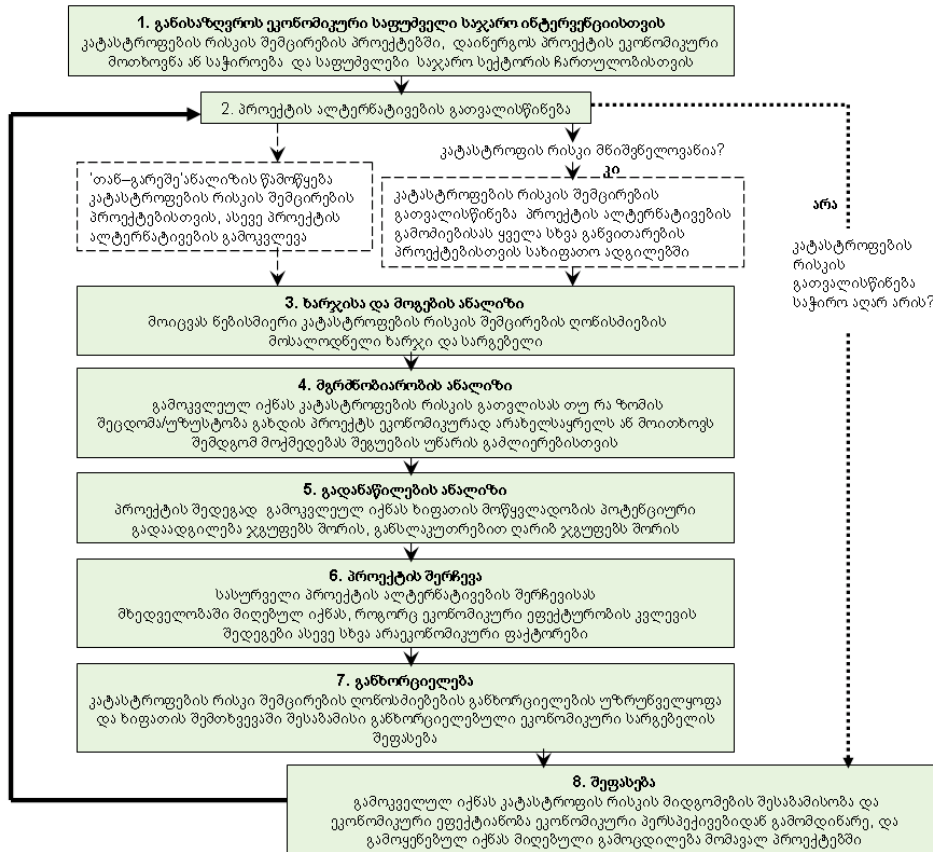 1. განისაზღვროს ეკონომიკური საფუძველი საჯარო ინტერვენციისთვის
კატასტროფების რისკის შემცირების პროექტებში, დაინერგოს პროექტის ეკონომიკური
მოთხოვნა ან საჭიროება და საფუძვლები საჯარო სექტორის ჩართულობისთვის
2. პროექტის ალტერნატივების გათვალისწინება
კატასტროფის რისკი მნიშვნელოვანია?
კი
'თან–გარეშე'ანალიზის წამოწყება
კატასტროფების რისკის შემცირების
პროექტებისთვის, ასევე პროექტის
ალტერნატივების გამოკვლევა
კატასტროფების რისკის შემცირების
გათვალისწინება პროექტის ალტერნატივების
გამოძიებისას ყველა სხვა განვითარების
პროექტებისთვის სახიფათო ადგილებში
არა
კატასტროფების
რისკის
გათვალისწინება
საჭირო აღარ არის?
3. ხარჯისა და მოგების ანალიზი
მოიცვას ნებისმიერი კატასტროფების რისკის შემცირების ღონისძიების
მოსალოდნელი ხარჯი და სარგებელი
4. მგრძნობიარობის ანალიზი
გამოკვლეულ იქნას კატასტროფების რისკის გათვლისას თუ რა ზომის
შეცდომა/უზუსტობა გახდის პროექტს ეკონომიკურად არახელსაყრელს ან მოითხოვს
შემდგომ მოქმედებას შეგუების უნარის გაძლიერებისთვის
5. გადანაწილების ანალიზი
პროექტის შედეგად გამოკვლეულ იქნას ხიფათის მოწყვლადობის პოტენციური
გადაადგილება ჯგუფებს შორის, განსლაკუთრებით ღარიბ ჯგუფებს შორის
6. პროექტის შერჩევა
სასურველი პროექტის ალტერნატივების შერჩევისას
მხედველობაში მიღებულ იქნას, როგორც ეკონომიკური ეფექტურობის კვლევის
შედეგები ასევე სხვა არაეკონომიკური ფაქტორები
7. განხორციელება
კატასტროფების რისკი შემცირების ღონოსძიებების განხორციელების უზრუნველყოფა
და ხიფათის შემთხვევაში შესაბამისი განხორციელებული ეკონომიკური სარგებელის
შეფასება
8. შეფასება
გამოკველულ იქნას კატასტროფის რისკის მიდგომების შესაბამისობა და
ეკონომიკური ეფექტიანობა ეკონომიკური პერსპექივებიდან გამომდინარე, და
გამოყენებულ იქნას მიღებული გამოცდილება მომავალ პროექტებში